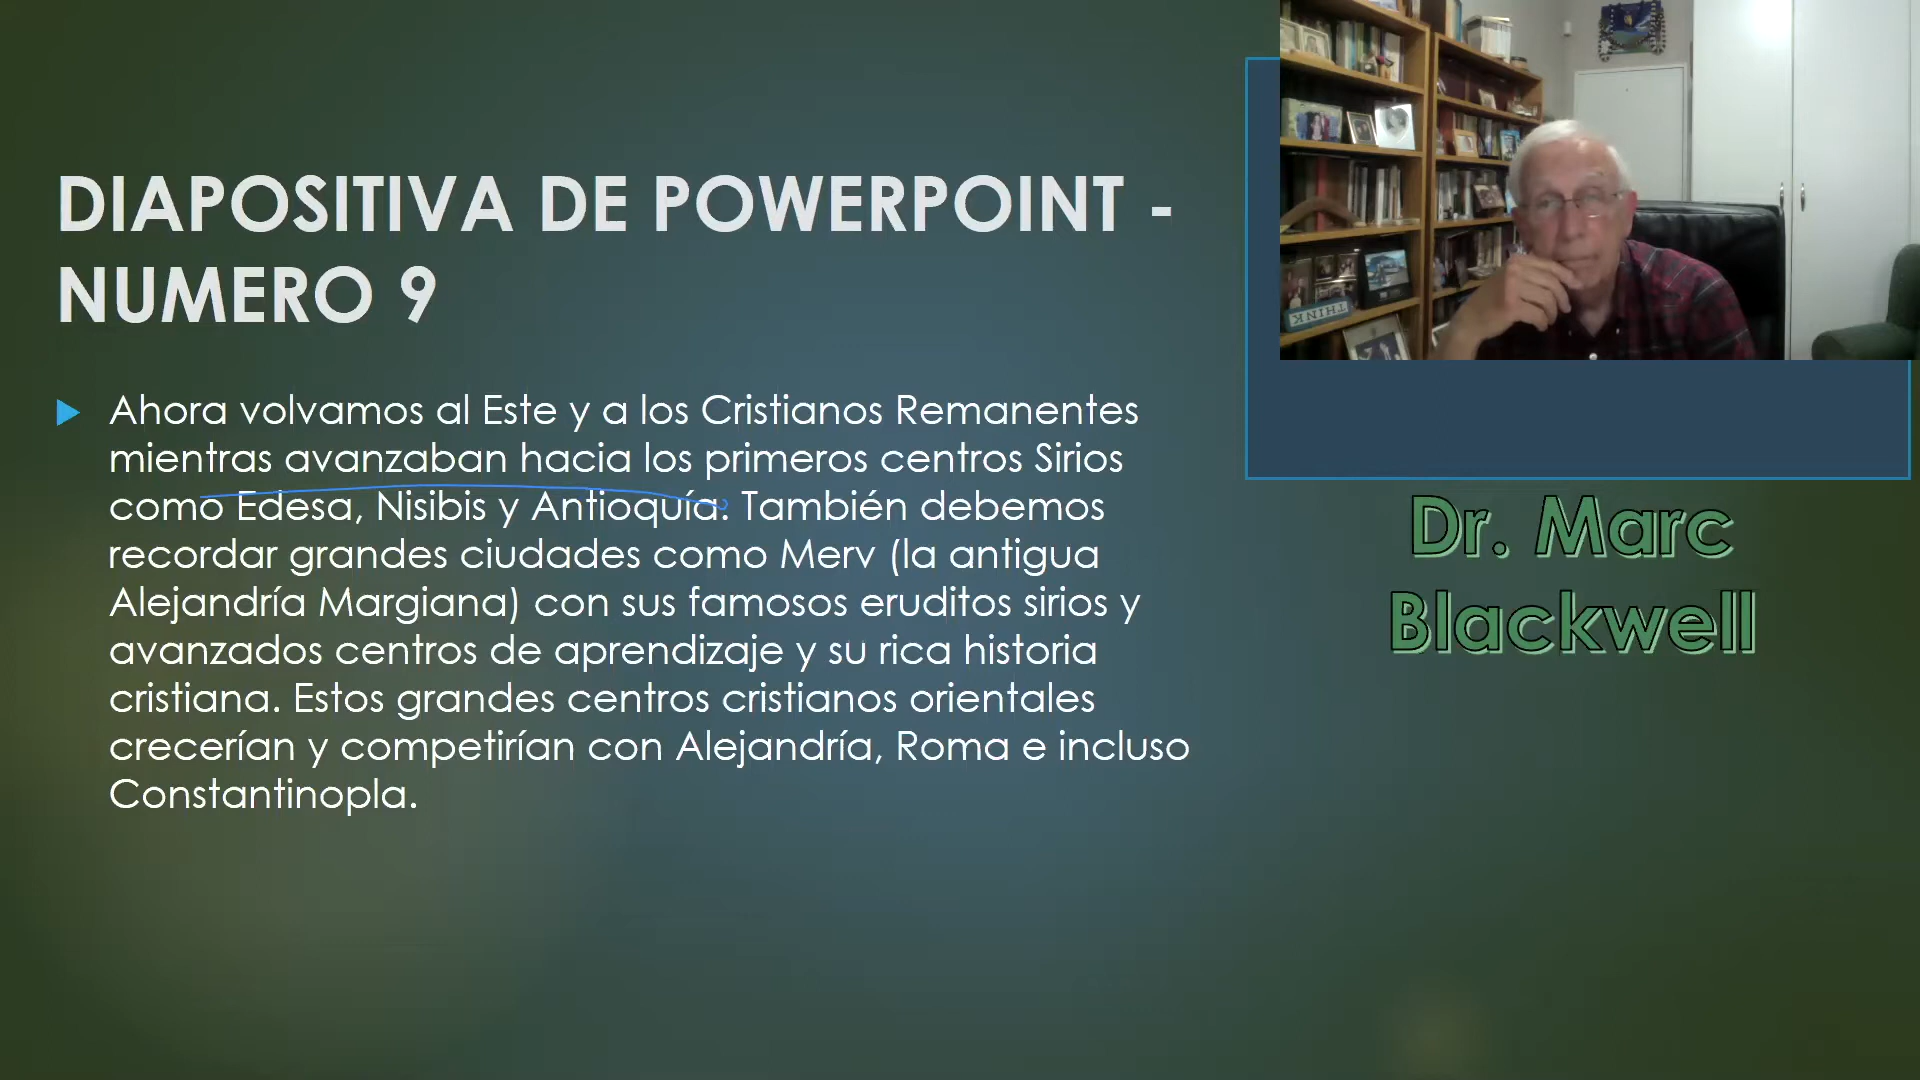 DIAPOSITIVA DE POWERPOINT -
NUMERO 9
Ahora volvamos al Este y a los Cristianos Remanentes
mientras avanzaban hacia los primeros centros Sirios
como Edesa, Nisibis y Antioquía. También debemos
recordar grandes ciudades como Merv (la antigua
Alejandría Margiana) con sus famosos eruditos sirios y
avanzados centros de aprendizaje y su rica historia
cristiana. Estos grandes centros cristianos orientales
crecerían y competirían con Alejandría, Roma e incluso
Constantinopla.
THINK
Dr. Marc
Blackwell